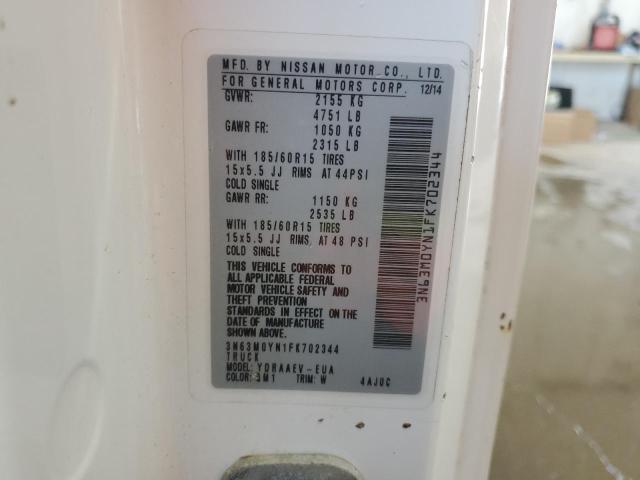 MFD. BY NISSAN MOTOR CO., LTD.
FOR GENERAL MOTORS CORP. 12/14
GVWR: 2155 KG
4751 LB
GAWR FR: 1050 KG
2315 LB
WITH 185/60R15 TIRES
15x5.5 JJ RIMS AT 44PSI
COLD SINGLE
GAWR RR: 1150 KG
2535 LB
WITH 185/60R15 TIRES
15x5.5 JJ RIMS, AT 48 PSI
COLD SINGLE
THIS VEHICLE CONFORMS TO
ALL APPLICABLE FEDERAL
MOTOR VEHICLE SAFETY AND
THEFT PREVENTION
STANDARDS IN EFFECT ON THE
DATE OF MANUFACTURE
SHOWN ABOVE.
3N63M0YN1FK702344
TRUCK
MODEL: YDRAAEV-EUA
COLOR: 3M1 TRIM: W 4AJ0C
3N63M0YN1FK702344